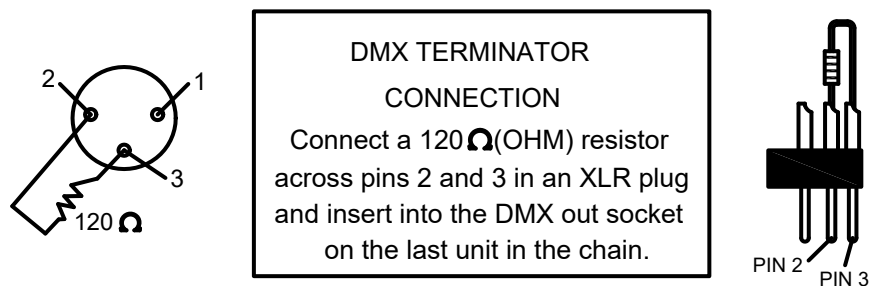 2
1
3
120 Ω
DMX TERMINATOR
CONNECTION
Connect a 120Ω(OHM) resistor
across pins 2 and 3 in an XLR plug
and insert into the DMX out socket
on the last unit in the chain.
PIN 2
PIN 3